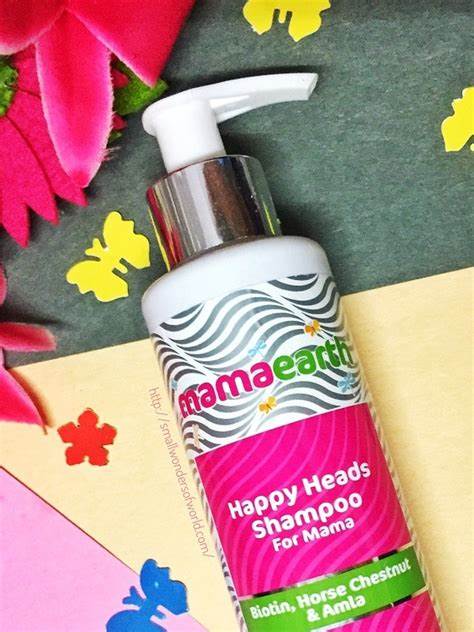 mamaearth
http://smallwondersofworld.com/
Happy Heads
Shampoo
For Mama
Biotin, Horse Chestnut
& Amla